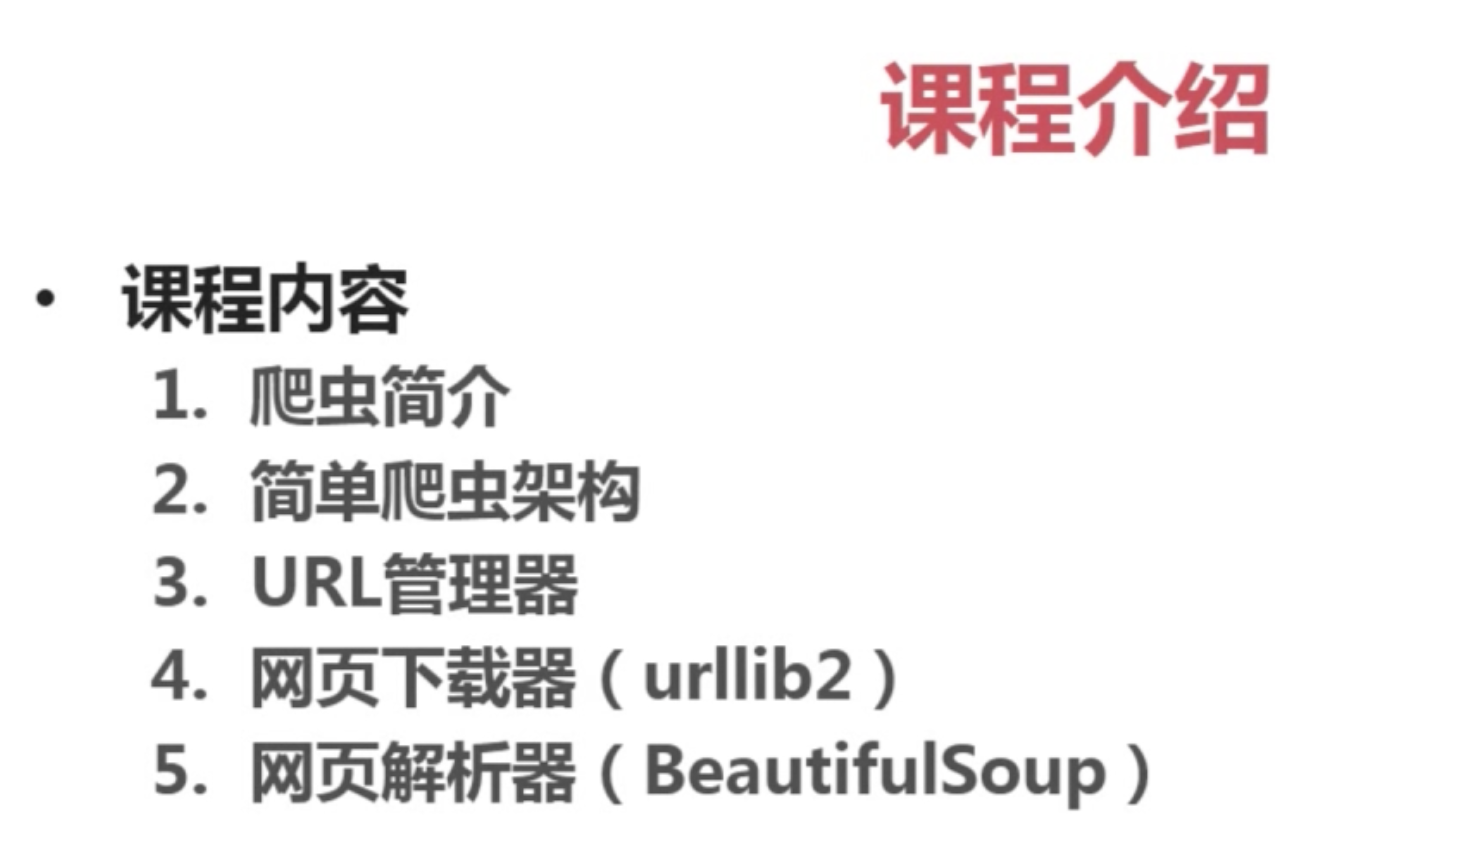 课程介绍
• 课程内容
1. 爬虫简介
2. 简单爬虫架构
3. URL管理器
4. 网页下载器（urllib2）
5. 网页解析器（BeautifulSoup）